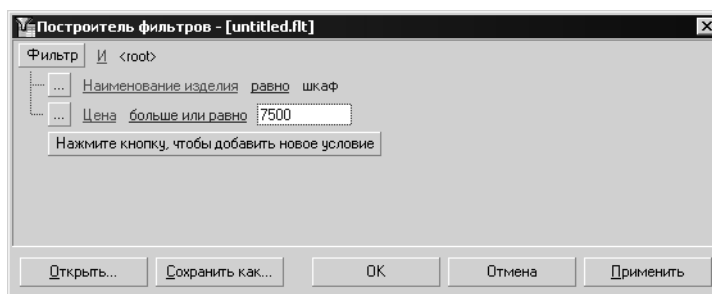 Построитель фильтров - [untitled.flt]
Фильтр И <root>
... Наименование изделия равно шкаф
... Цена больше или равно 7500
Нажмите кнопку, чтобы добавить новое условие
Открыть... Сохранить как... OK Отмена Применить